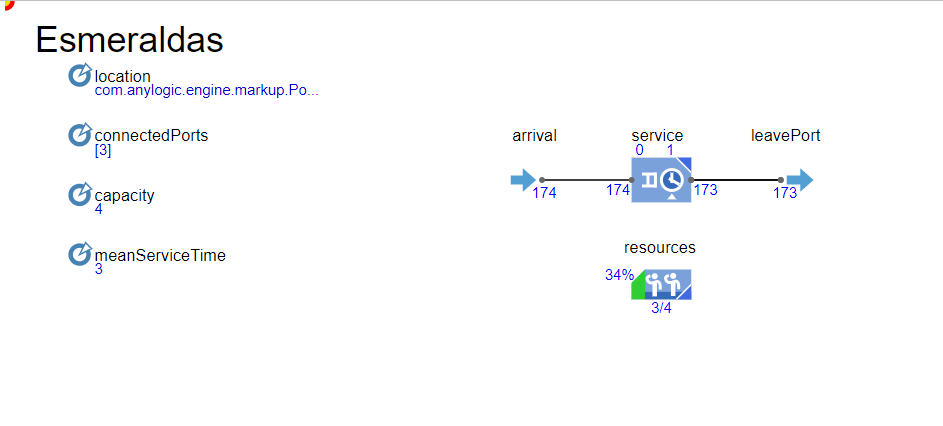 Esmeraldas
location
com.anylogic.engine.markup.Po...
connectedPorts
[3]
capacity
4
meanServiceTime
3
arrival
service
leavePort
0
1
174
174
173
173
resources
34%
3/4